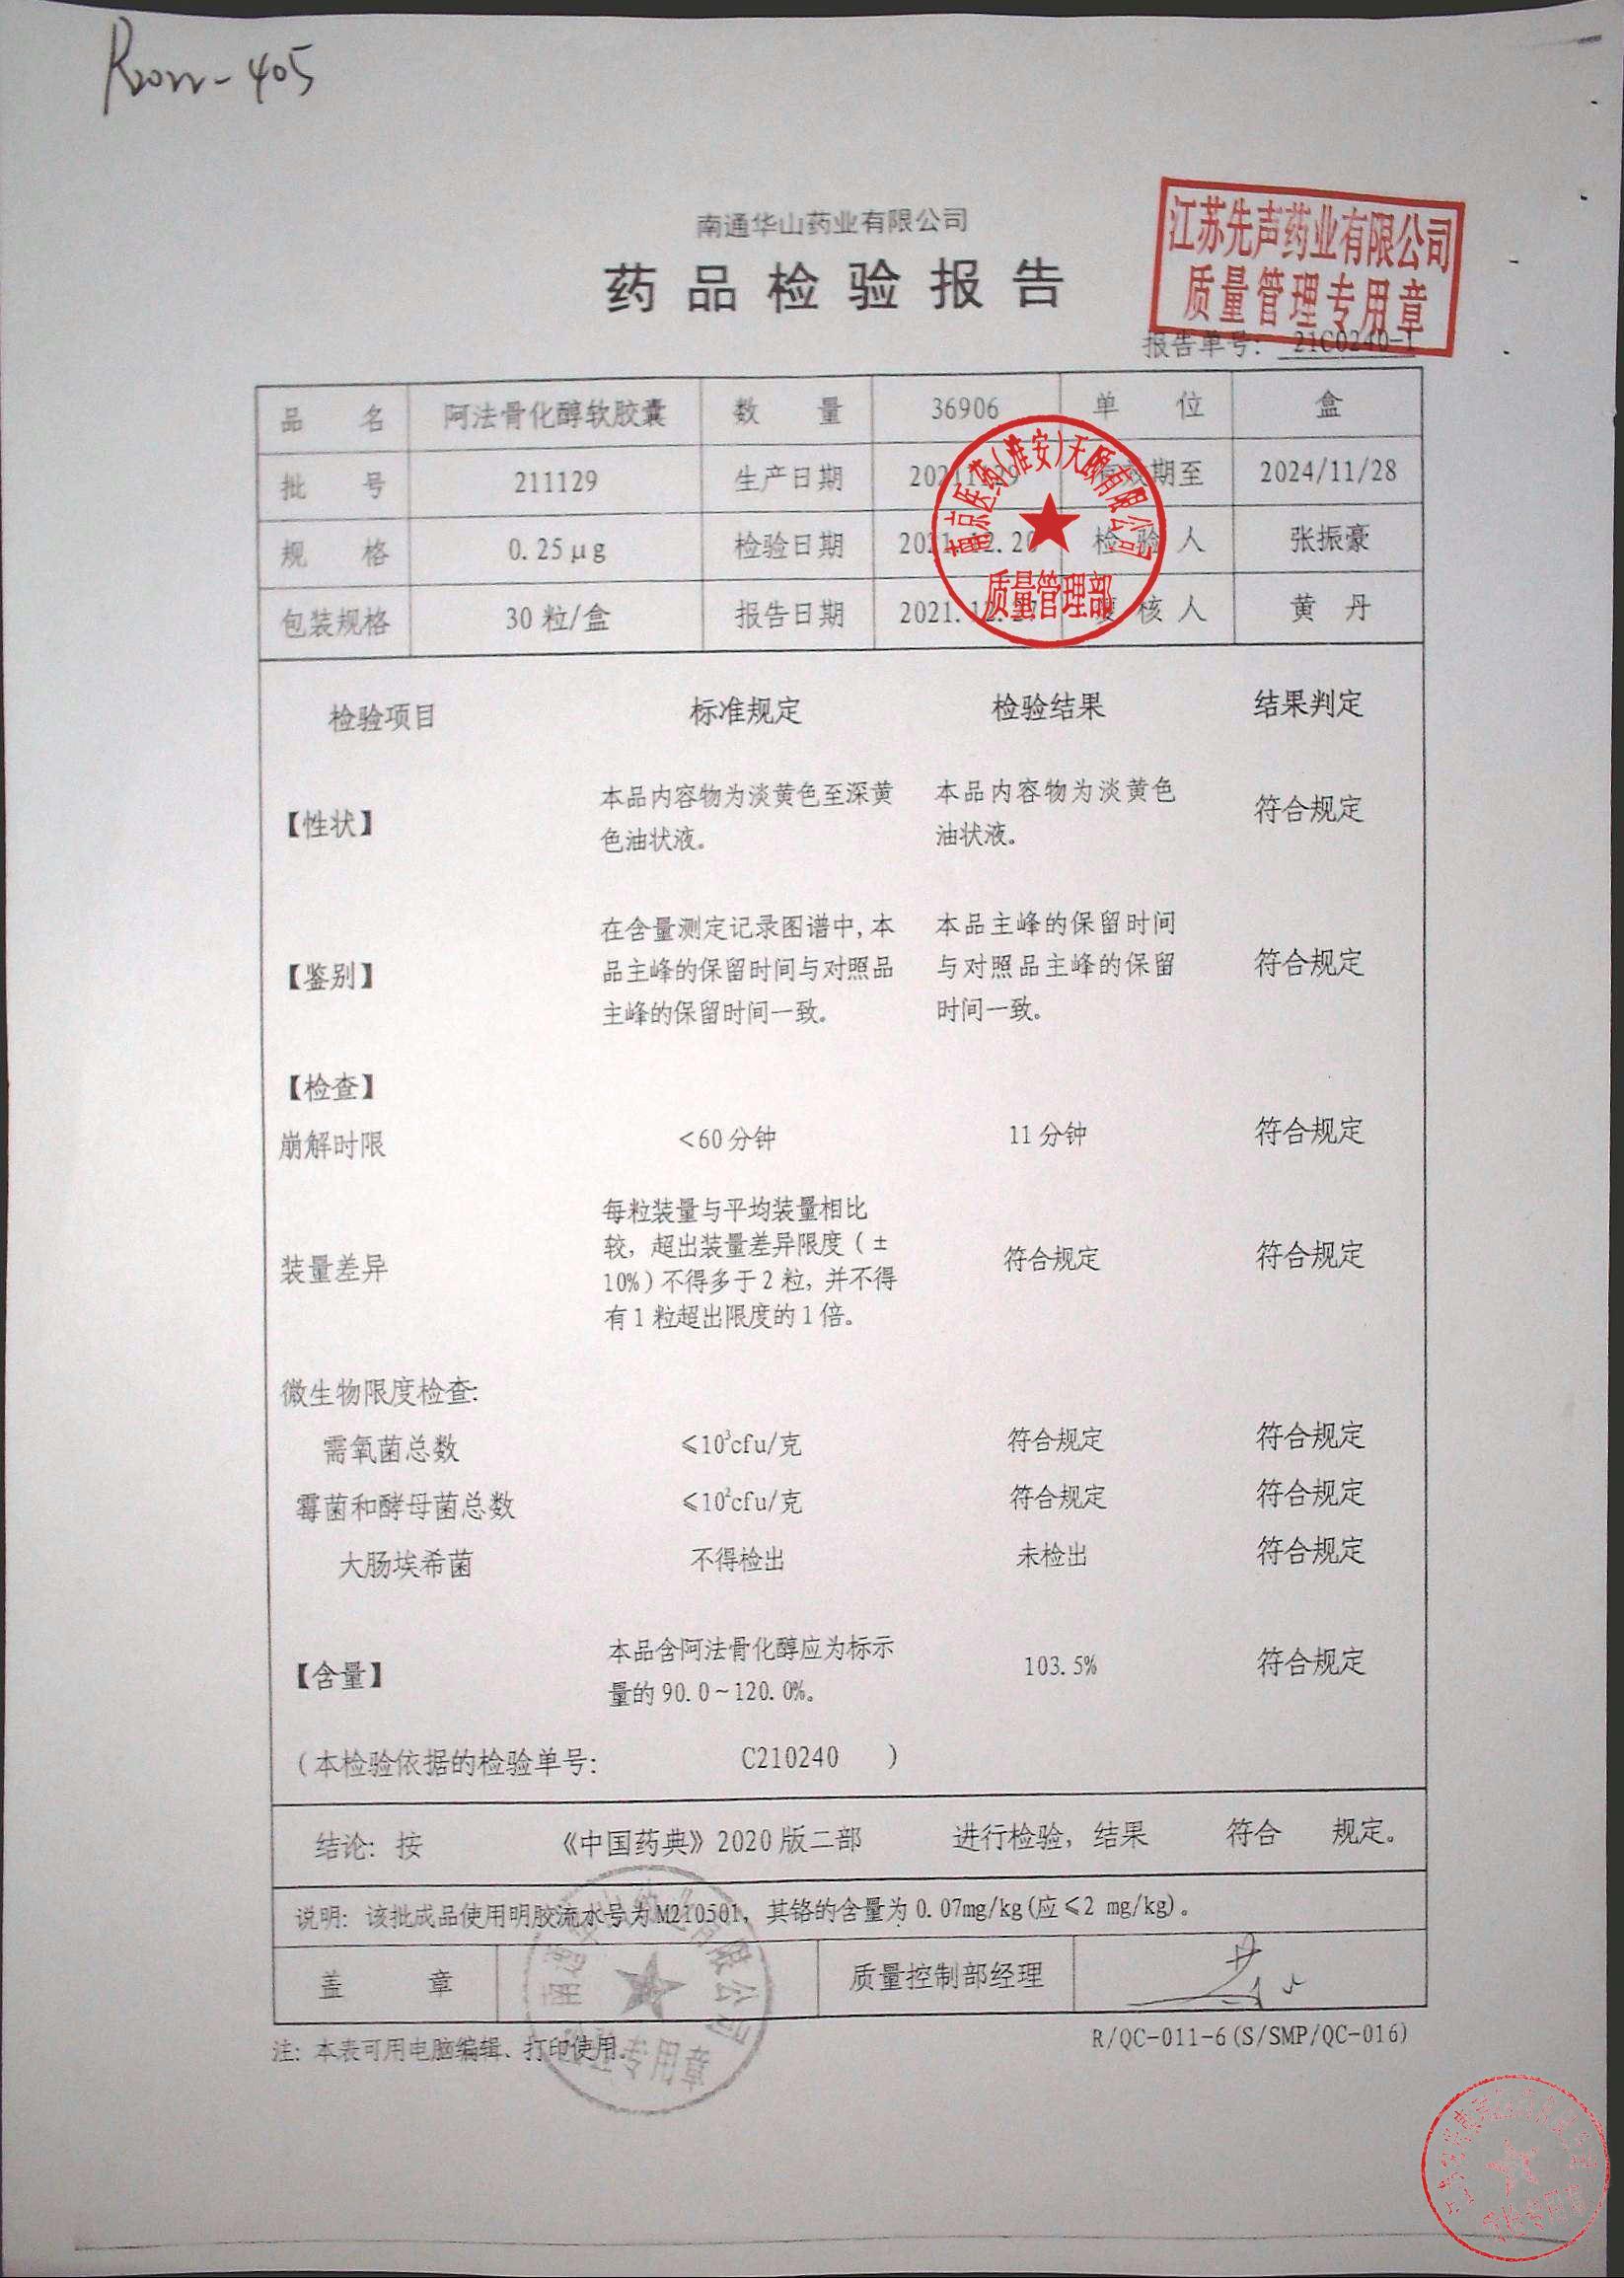 405
南通华山药业有限公司
药品检验报告
江苏先声药业有限公司
质量管理专用章
报告单号: 21C0240-1
品 名 阿法骨化醇软胶囊 数 量 36906 单 位 盒
批 号 211129 生产日期 效期至 2024/11/28
规 格 0.25μg 检验日期 2021.12.20 检 验 人 张振豪
包装规格 30 粒/盒 报告日期 2021.12.27 复 核 人 黄 丹
南京医药(淮安)天颐有限公司
质量管理部
检验项目 标准规定 检验结果 结果判定
【性状】 本品内容物为淡黄色至深黄 本品内容物为淡黄色 符合规定
色油状液。 油状液。
在含量测定记录图谱中,本 本品主峰的保留时间
【鉴别】 品主峰的保留时间与对照品 与对照品主峰的保留 符合规定
主峰的保留时间一致。 时间一致。
【检查】
崩解时限 <60 分钟 11 分钟 符合规定
每粒装量与平均装量相比
较, 超出装量差异限度(±
装量差异 10%)不得多于 2 粒, 并不得 符合规定 符合规定
有 1 粒超出限度的 1 倍。
微生物限度检查:
需氧菌总数 ≤10³cfu/克 符合规定 符合规定
霉菌和酵母菌总数 ≤10²cfu/克 符合规定 符合规定
大肠埃希菌 不得检出 未检出 符合规定
【含量】 本品含阿法骨化醇应为标示 103.5% 符合规定
量的 90.0~120.0%。
(本检验依据的检验单号: C210240 )
结论: 按 《中国药典》2020 版二部 进行检验, 结果 符合 规定。
说明: 该批成品使用明胶流水号为M210501, 其铬的含量为 0.07mg/kg(应≤2 mg/kg)。
盖 章 质量控制部经理
注: 本表可用电脑编辑、打印使用。 R/QC-011-6(S/SMP/QC-016)